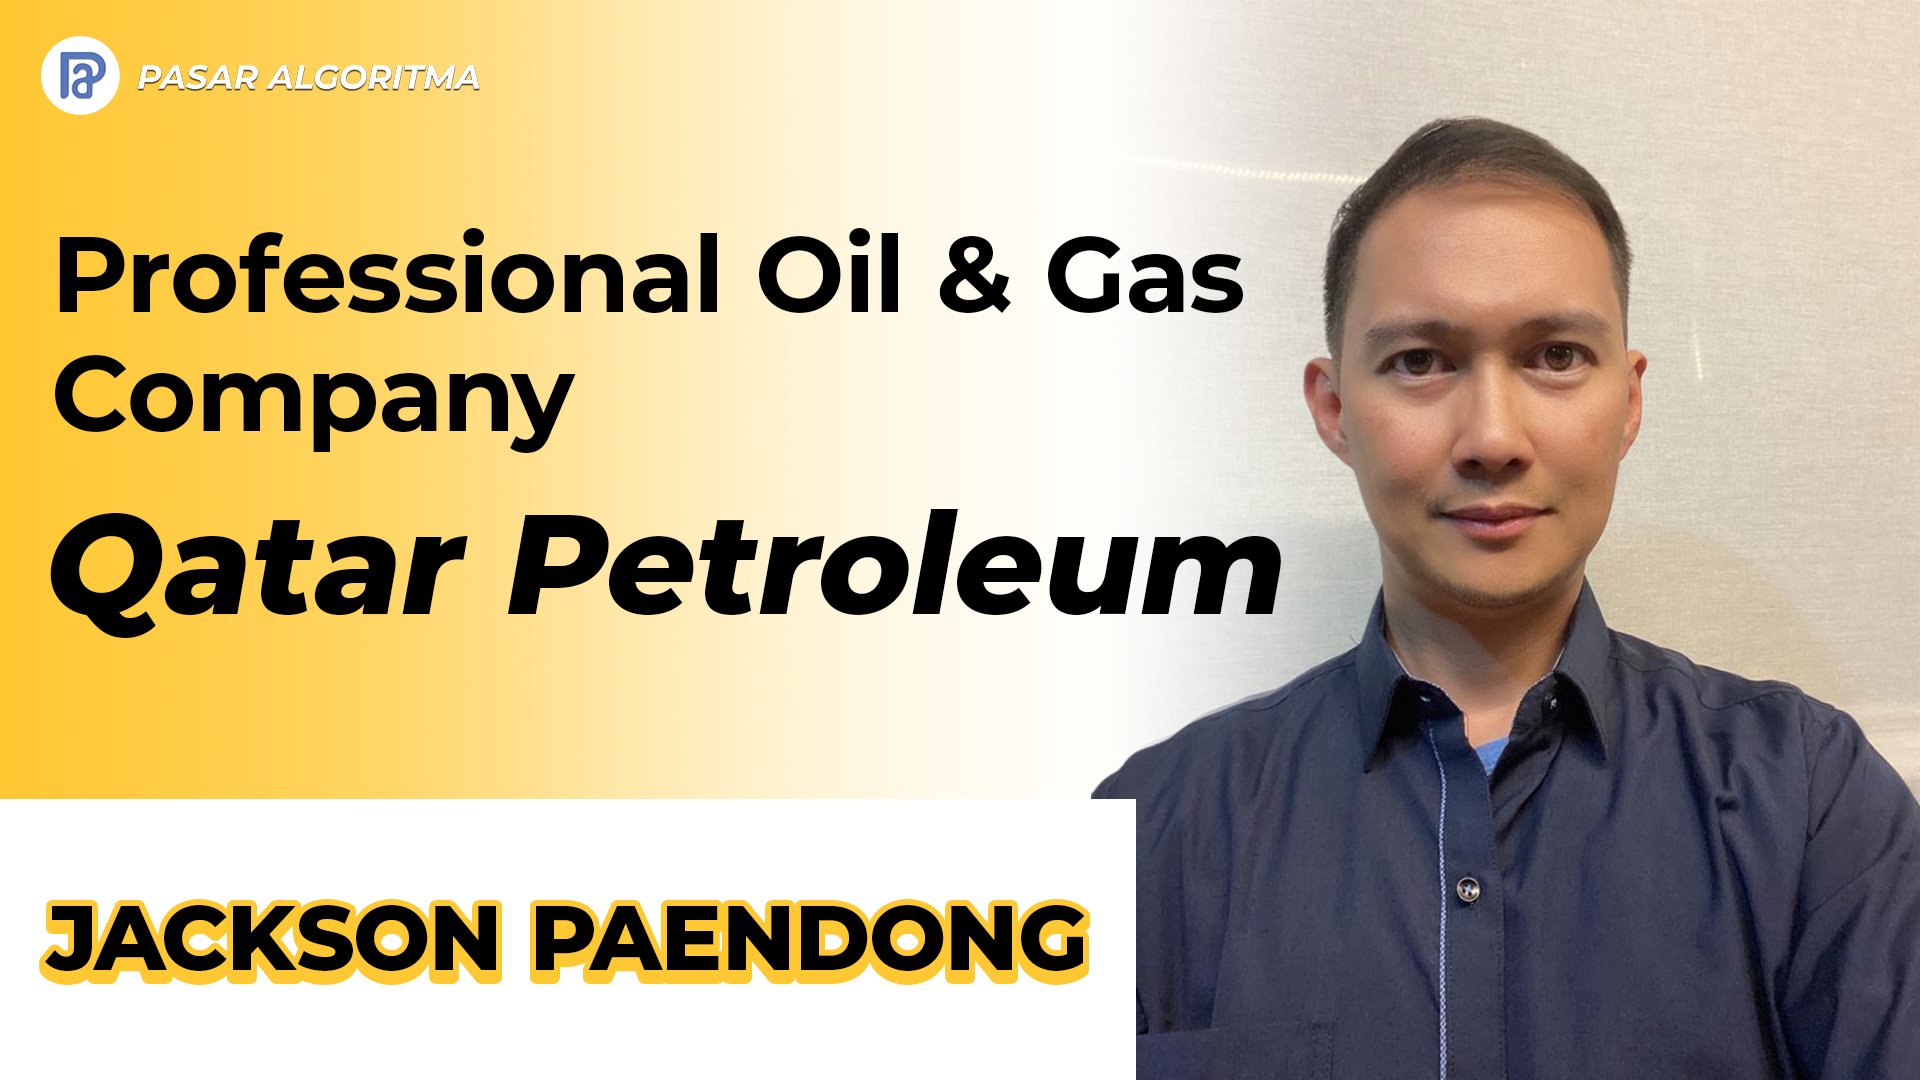 PASAR ALGORITMA
Professional Oil & Gas
Company
Qatar Petroleum
JACKSON PAENDONG